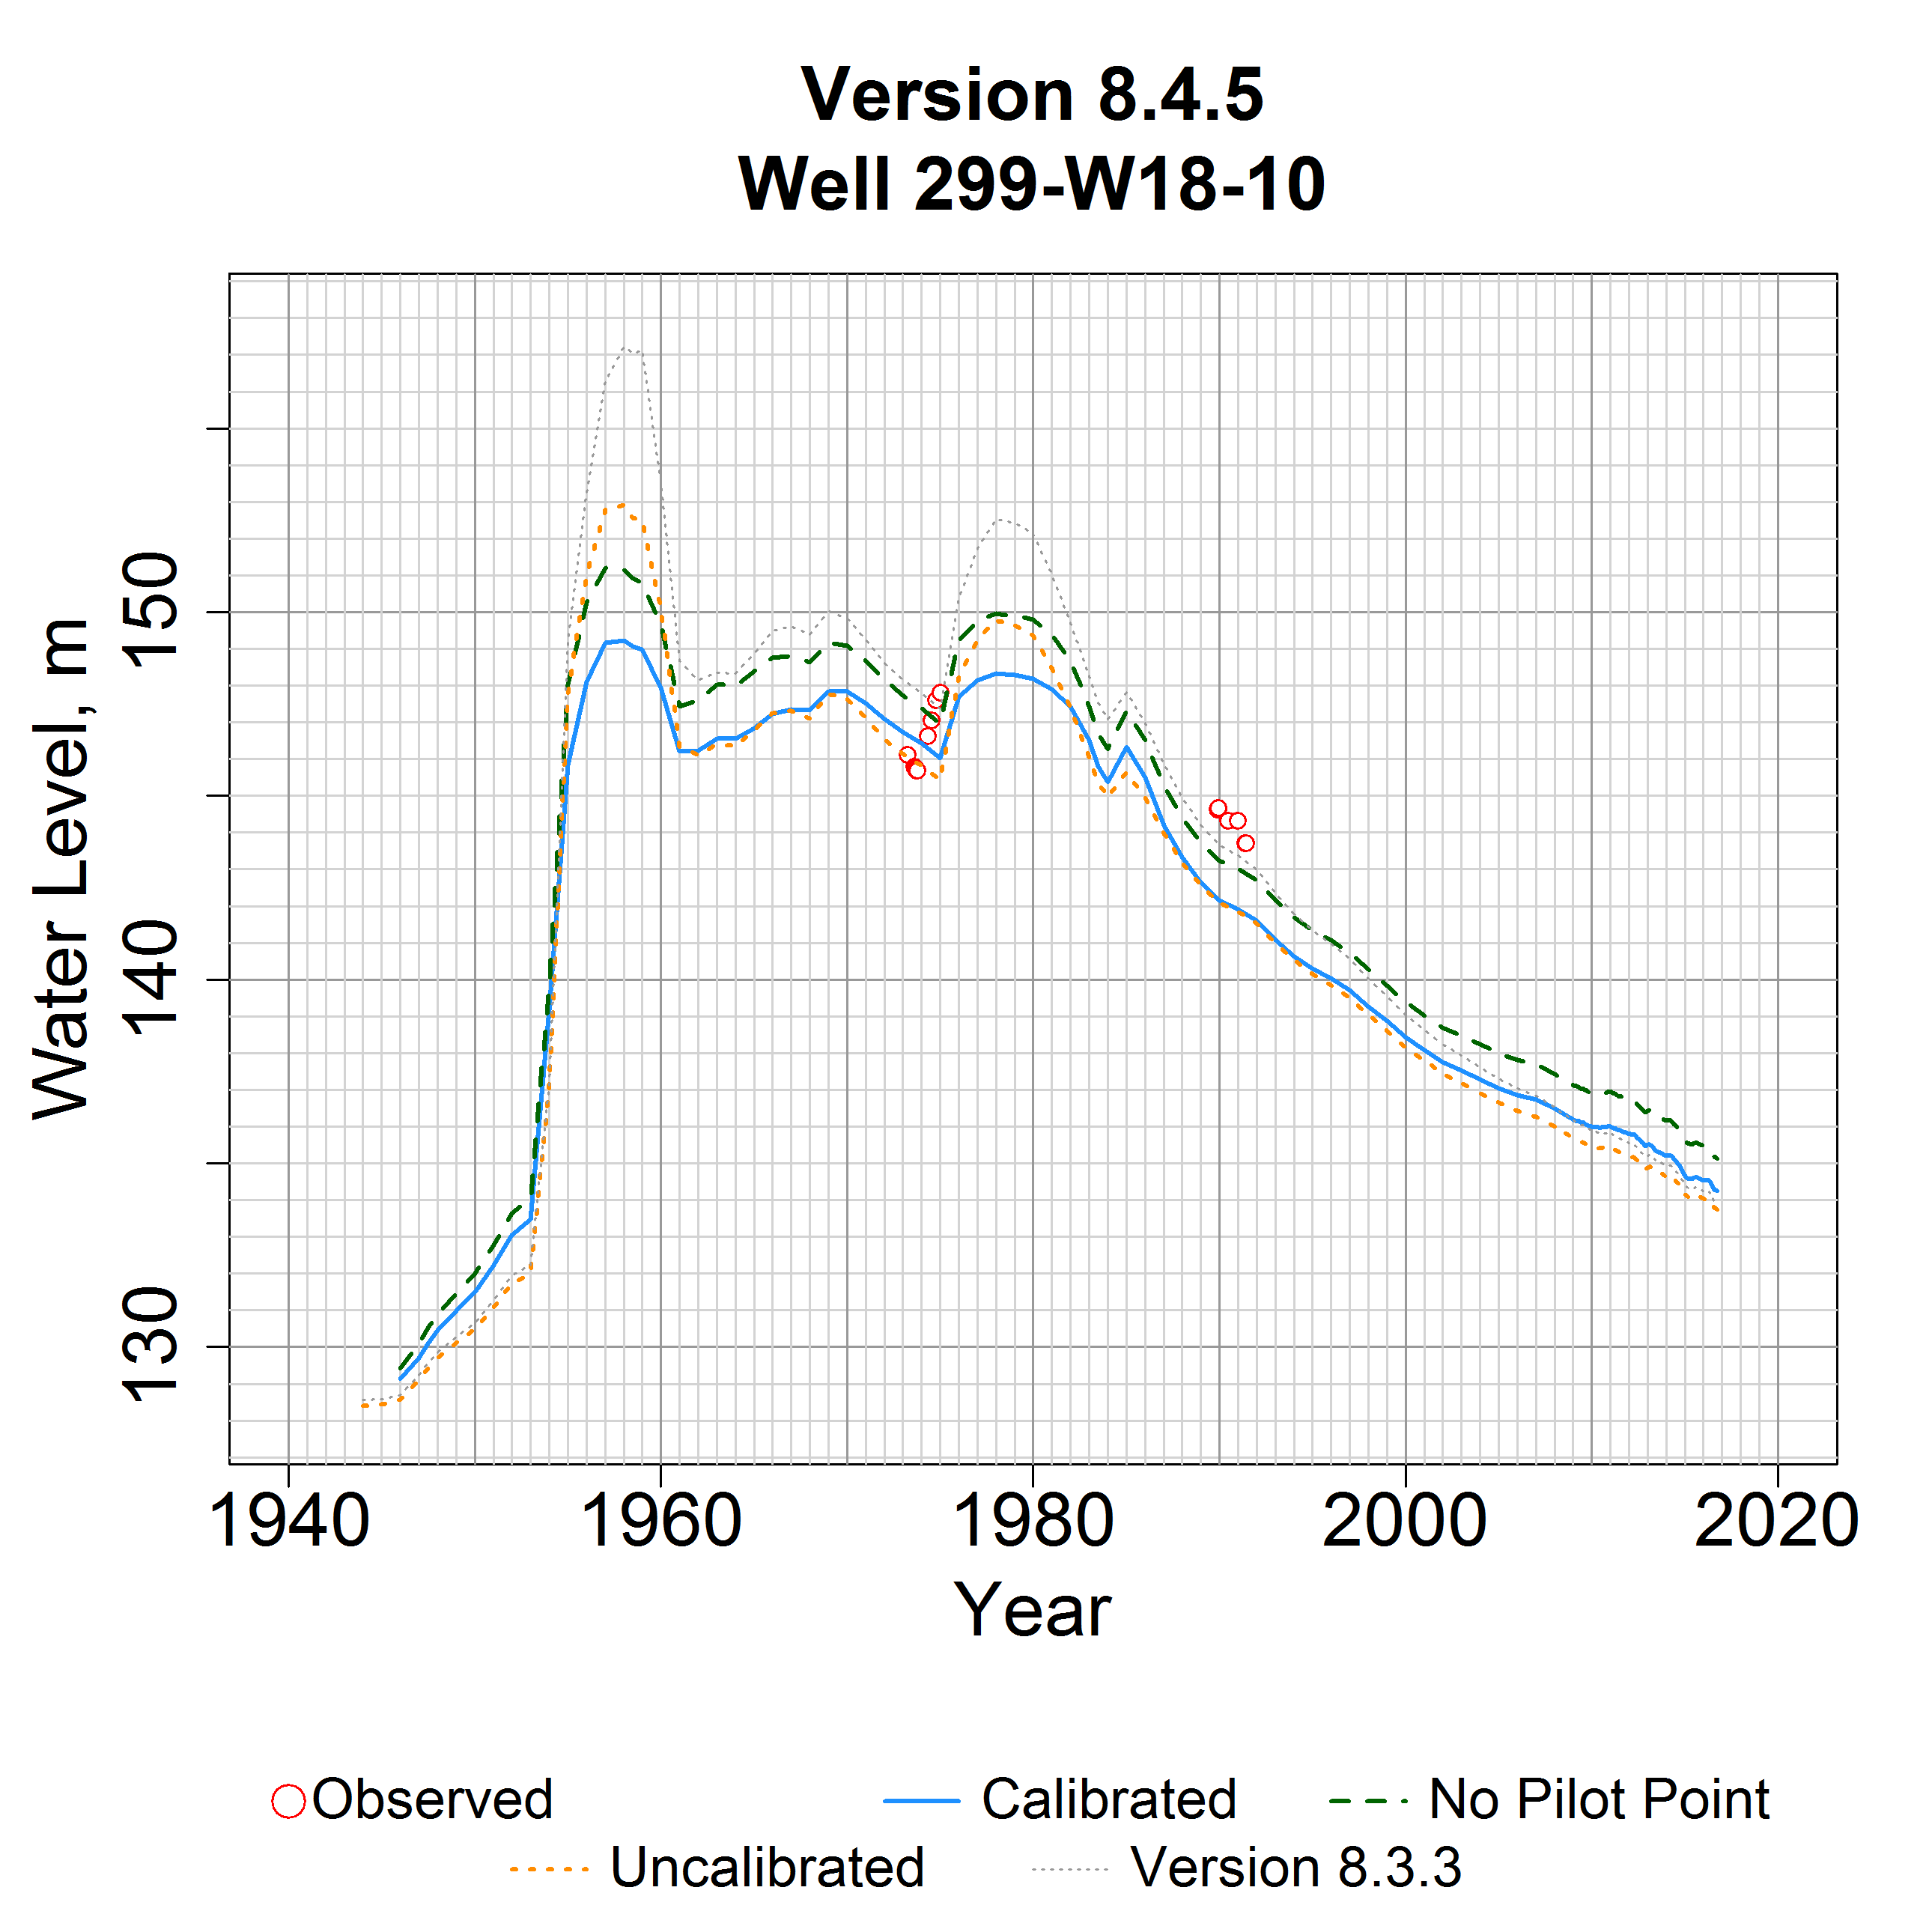 Version 8.4.5
Well 299-W18-10
Water Level, m
150
140
130
1940 1960 1980 2000 2020
Year
Observed Calibrated No Pilot Point
Uncalibrated Version 8.3.3